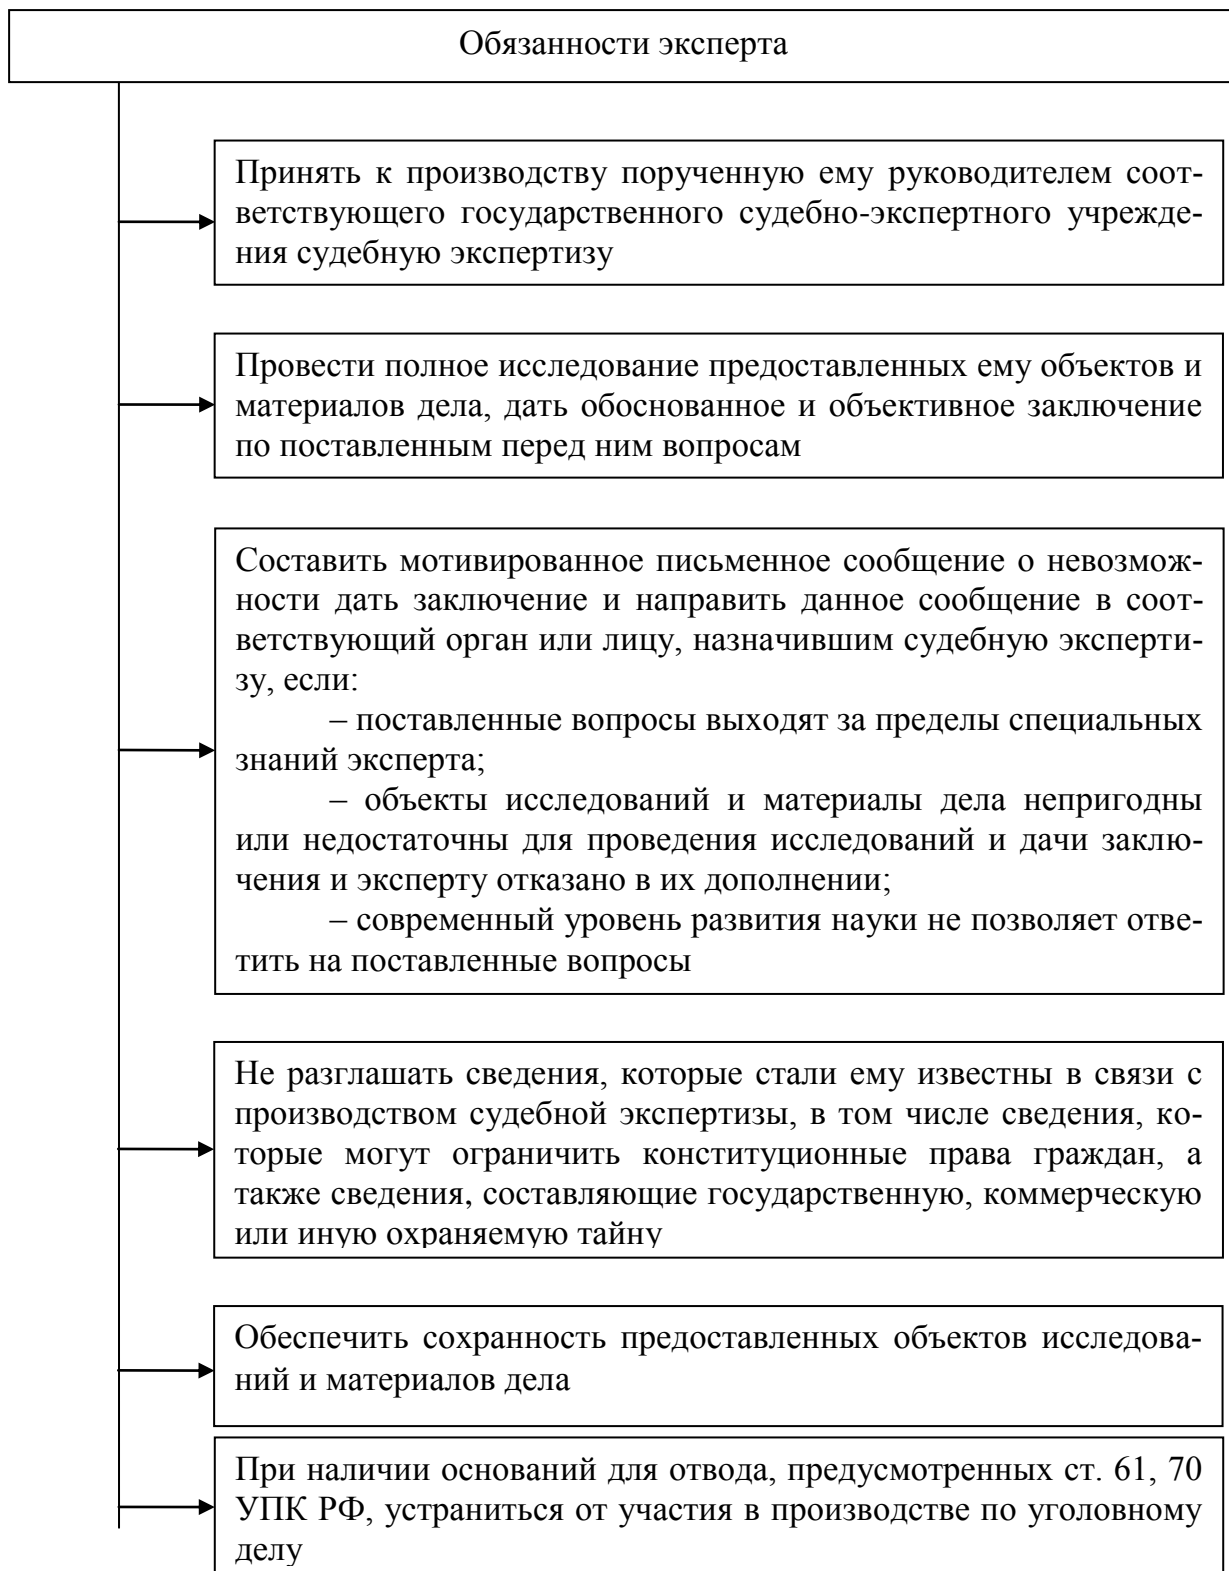 Обязанности эксперта
Принять к производству порученную ему руководителем соот-
ветствующего государственного судебно-экспертного учрежде-
ния судебную экспертизу
Провести полное исследование предоставленных ему объектов и
материалов дела, дать обоснованное и объективное заключение
по поставленным перед ним вопросам
Составить мотивированное письменное сообщение о невозмож-
ности дать заключение и направить данное сообщение в соот-
ветствующий орган или лицу, назначившим судебную эксперти-
зу, если:
– поставленные вопросы выходят за пределы специальных
знаний эксперта;
– объекты исследований и материалы дела непригодны
или недостаточны для проведения исследований и дачи заклю-
чения и эксперту отказано в их дополнении;
– современный уровень развития науки не позволяет отве-
тить на поставленные вопросы
Не разглашать сведения, которые стали ему известны в связи с
производством судебной экспертизы, в том числе сведения, ко-
торые могут ограничить конституционные права граждан, а
также сведения, составляющие государственную, коммерческую
или иную охраняемую тайну
Обеспечить сохранность предоставленных объектов исследова-
ний и материалов дела
При наличии оснований для отвода, предусмотренных ст. 61, 70
УПК РФ, устраниться от участия в производстве по уголовному
делу